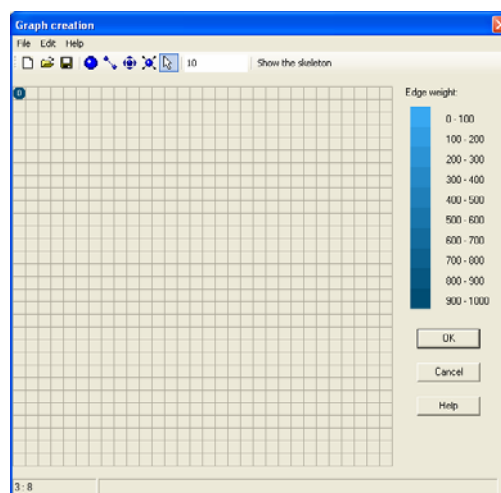 Graph creation
File Edit Help
10 Show the skeleton
0
Edge weight:
0 - 100
100 - 200
200 - 300
300 - 400
400 - 500
500 - 600
600 - 700
700 - 800
800 - 900
900 - 1000
OK
Cancel
Help
3 : 8